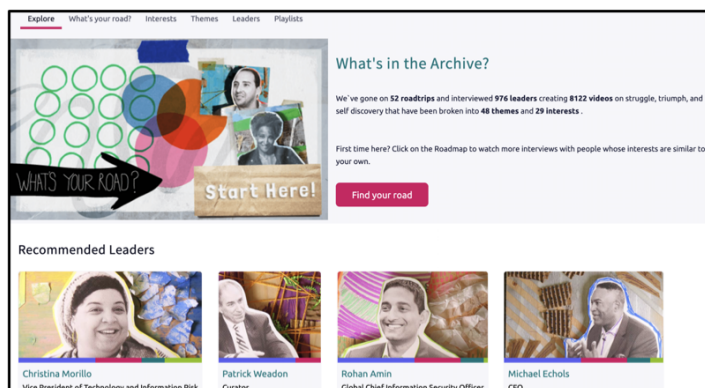 Explore What's your road? Interests Themes Leaders Playlists
WHAT'S YOUR ROAD?
Start Here!
What's in the Archive?
We've gone on 52 roadtrips and interviewed 976 leaders creating 8122 videos on struggle, triumph, and
self discovery that have been broken into 48 themes and 29 interests .
First time here? Click on the Roadmap to watch more interviews with people whose interests are similar to
your own.
Find your road
Recommended Leaders
Christina Morillo
Vice President of Technology and Information Risk
Patrick Weadon
Curator
Rohan Amin
Global Chief Information Security Officer
Michael Echols
CEO